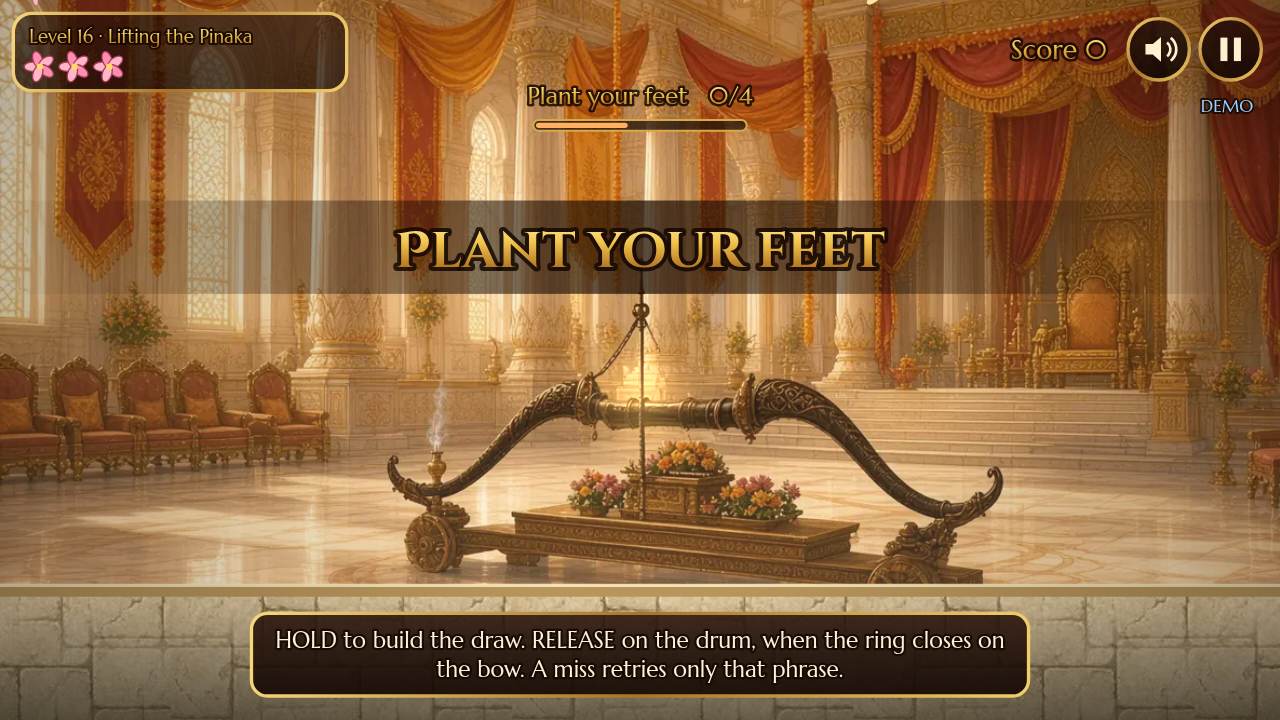 Level 16 · Lifting the Pinaka
Score 0
DEMO
Plant your feet 0/4
PLANT YOUR FEET
HOLD to build the draw. RELEASE on the drum, when the ring closes on
the bow. A miss retries only that phrase.